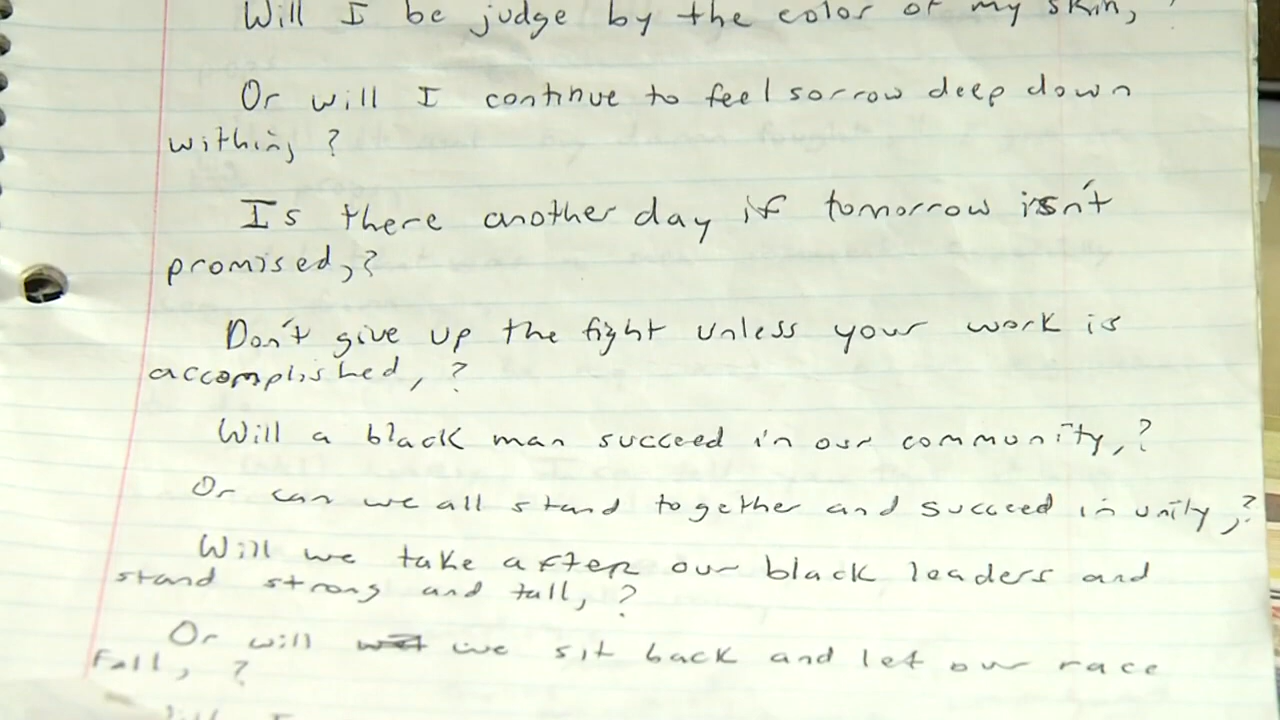 Will I be judge by the color of my skin,
Or will I continue to feel sorrow deep down
within, ?
Is there another day if tomorrow isn't
promised, ?
Don't give up the fight unless your work is
accomplished, ?
Will a black man succeed in our community, ?
Or can we all stand together and succeed in unity, ?
Will we take after our black leaders and
stand strong and tall, ?
Or will we sit back and let our race
fall, ?